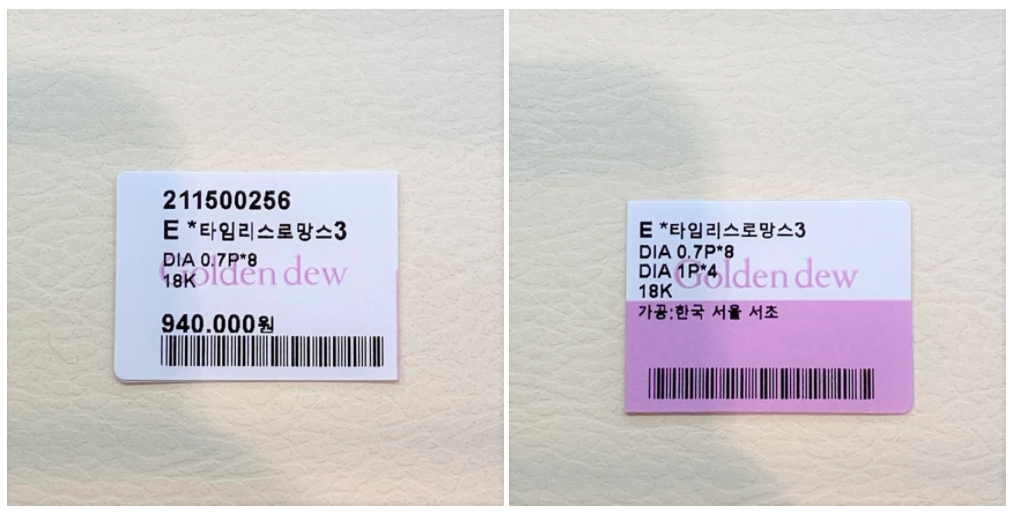 211500256
E *타임리스로망스3
DIA 0.7P*8
Golden dew
18K
940.000원
E *타임리스로망스3
DIA 0.7P*8
DIA 1P*4
Golden dew
18K
가공:한국 서울 서초